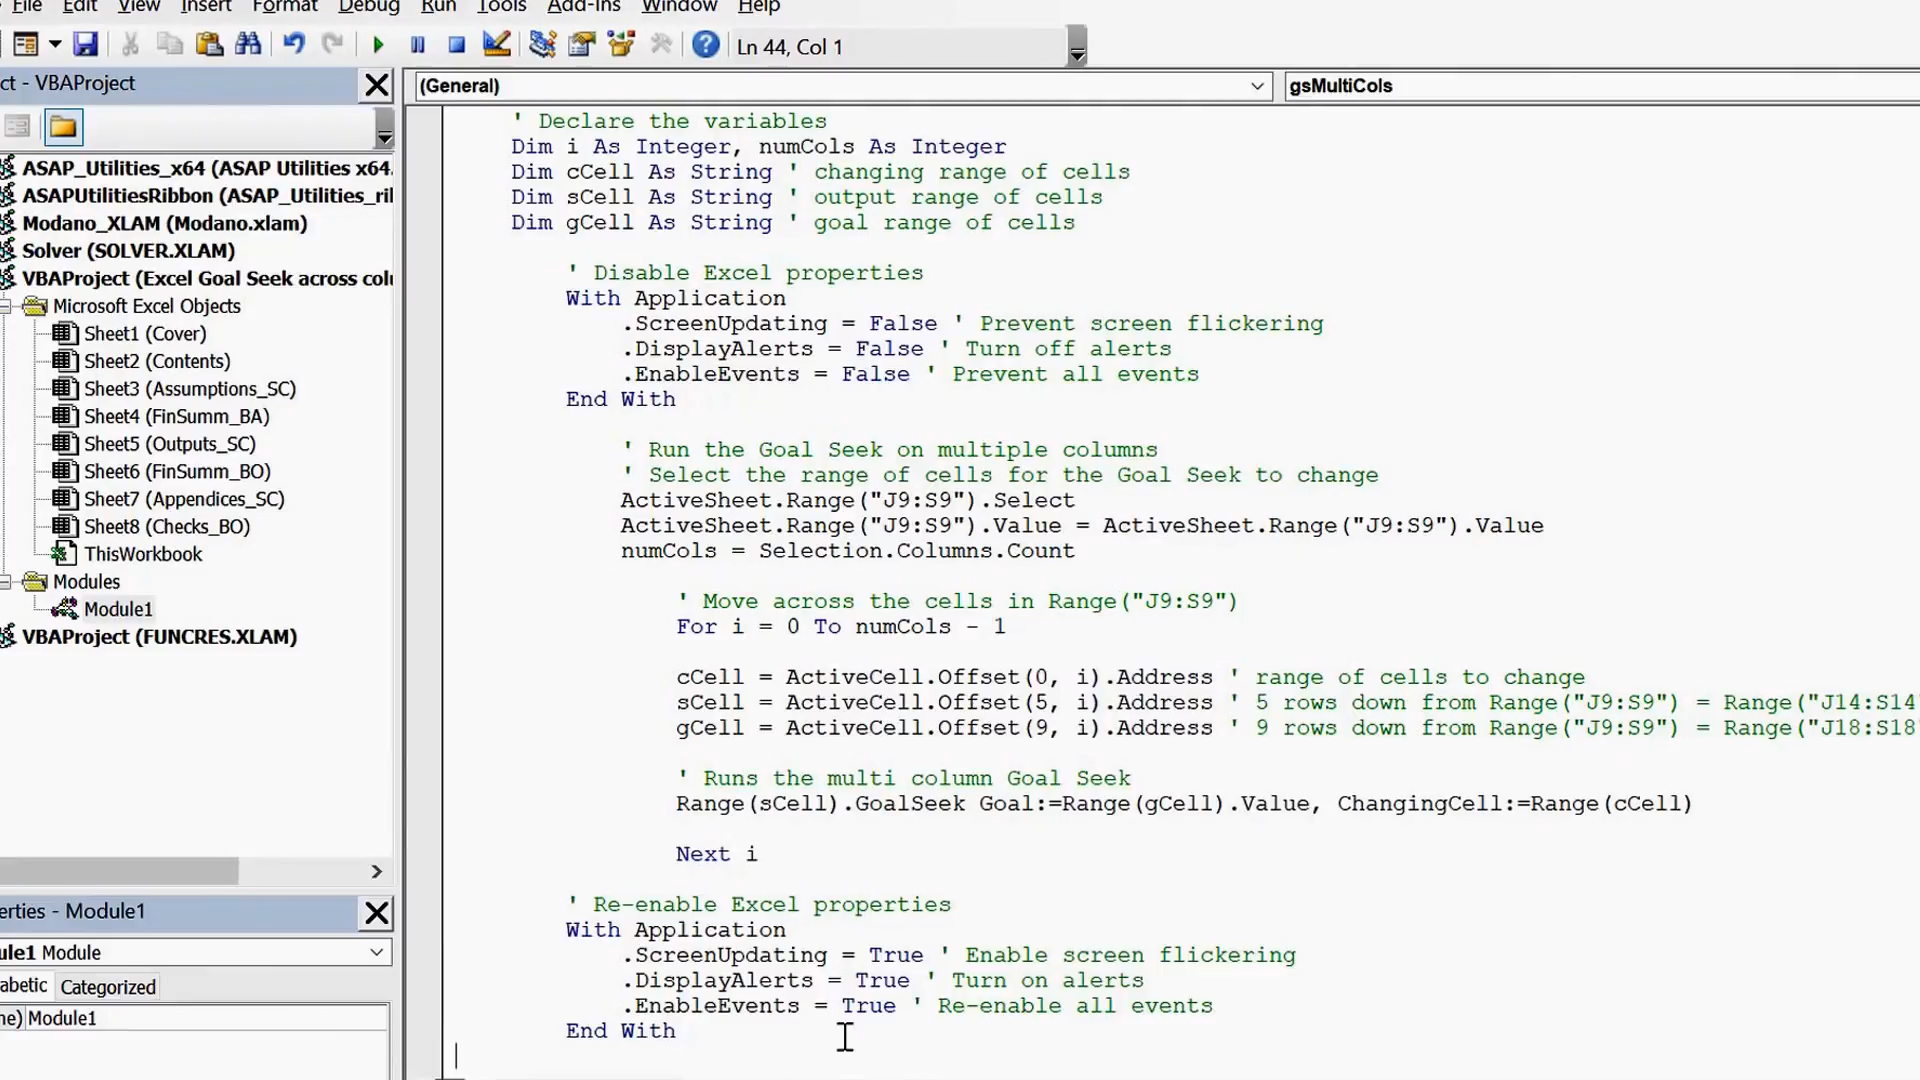 File Edit View Insert Format Debug Run Tools Add-Ins Window Help
Ln 44, Col 1
ct - VBAProject
(General)
gsMultiCols
ASAP_Utilities_x64 (ASAP Utilities x64.
ASAPUtilitiesRibbon (ASAP_Utilities_ril
Modano_XLAM (Modano.xlam)
Solver (SOLVER.XLAM)
VBAProject (Excel Goal Seek across colu
Microsoft Excel Objects
Sheet1 (Cover)
Sheet2 (Contents)
Sheet3 (Assumptions_SC)
Sheet4 (FinSumm_BA)
Sheet5 (Outputs_SC)
Sheet6 (FinSumm_BO)
Sheet7 (Appendices_SC)
Sheet8 (Checks_BO)
ThisWorkbook
Modules
Module1
VBAProject (FUNCRES.XLAM)
erties - Module1
ule1 Module
abetic Categorized
ne) Module1
' Declare the variables
Dim i As Integer, numCols As Integer
Dim cCell As String ' changing range of cells
Dim sCell As String ' output range of cells
Dim gCell As String ' goal range of cells
' Disable Excel properties
With Application
.ScreenUpdating = False ' Prevent screen flickering
.DisplayAlerts = False ' Turn off alerts
.EnableEvents = False ' Prevent all events
End With
' Run the Goal Seek on multiple columns
' Select the range of cells for the Goal Seek to change
ActiveSheet.Range("J9:S9").Select
ActiveSheet.Range("J9:S9").Value = ActiveSheet.Range("J9:S9").Value
numCols = Selection.Columns.Count
' Move across the cells in Range("J9:S9")
For i = 0 To numCols - 1
cCell = ActiveCell.Offset(0, i).Address ' range of cells to change
sCell = ActiveCell.Offset(5, i).Address ' 5 rows down from Range("J9:S9") = Range("J14:S14"
gCell = ActiveCell.Offset(9, i).Address ' 9 rows down from Range("J9:S9") = Range("J18:S18
' Runs the multi column Goal Seek
Range(sCell).GoalSeek Goal:=Range(gCell).Value, ChangingCell:=Range(cCell)
Next i
' Re-enable Excel properties
With Application
.ScreenUpdating = True ' Enable screen flickering
.DisplayAlerts = True ' Turn on alerts
.EnableEvents = True ' Re-enable all events
End With